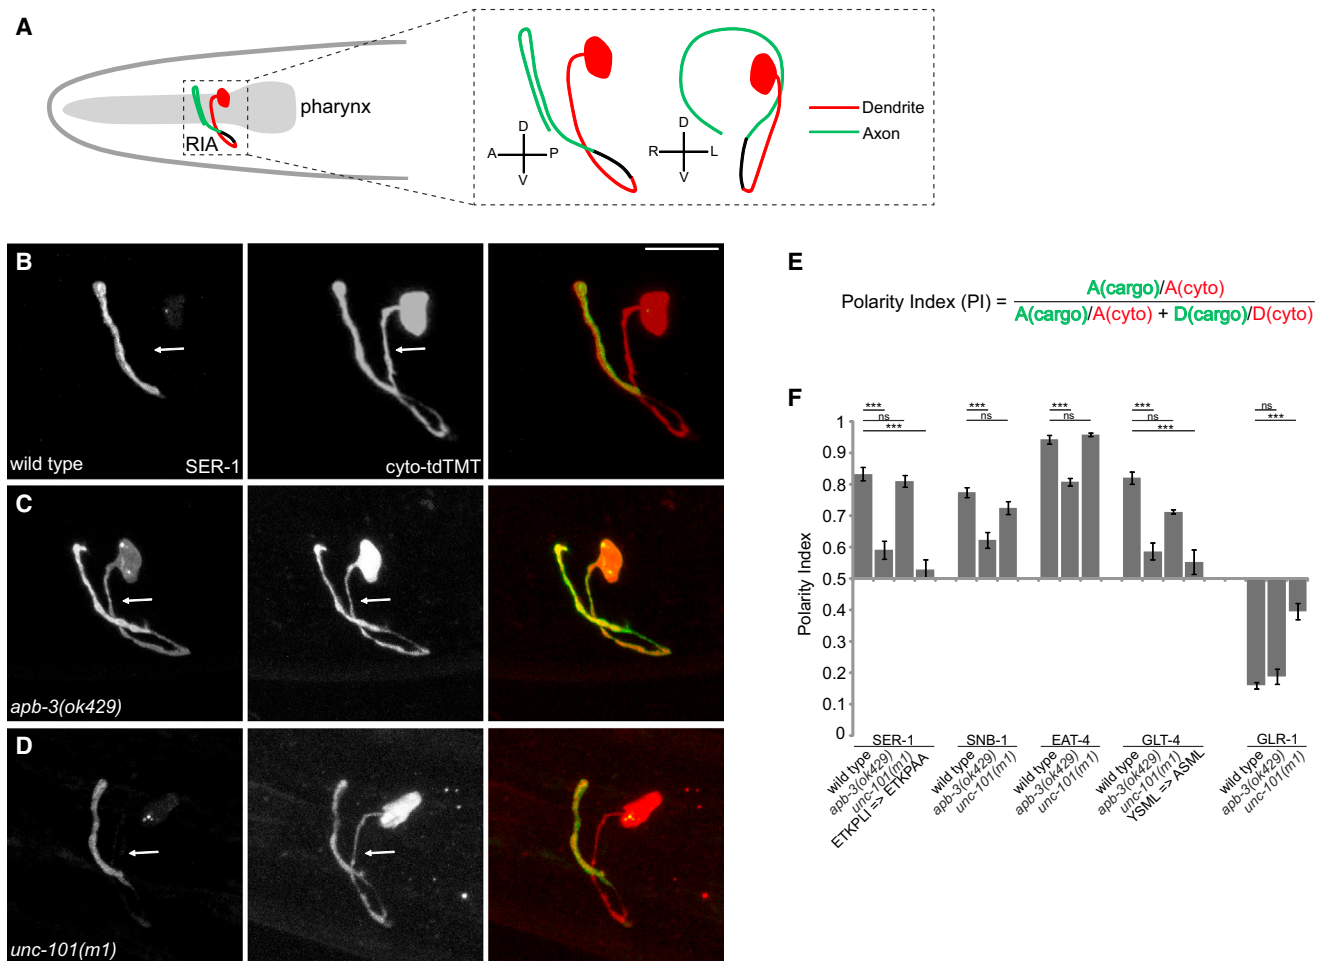 A
pharynx
RIA
D
A
P
V
D
R
L
V
Dendrite
Axon
B
wild type
SER-1
cyto-tdTMT
C
apb-3(ok429)
D
unc-101(m1)
E
Polarity Index (PI) =
A(cargo)/A(cyto)
A(cargo)/A(cyto) + D(cargo)/D(cyto)
F
***
ns
***
***
ns
***
ns
***
ns
***
ns
***
1
0.9
0.8
0.7
0.6
0.5
0.4
0.3
0.2
0.1
0
Polarity Index
SER-1
SNB-1
EAT-4
GLT-4
GLR-1
wild type
apb-3(ok429)
unc-101(m1)
ETKPLI => ETKPAA
wild type
apb-3(ok429)
unc-101(m1)
wild type
apb-3(ok429)
unc-101(m1)
wild type
apb-3(ok429)
unc-101(m1)
YSML => ASML
wild type
apb-3(ok429)
unc-101(m1)